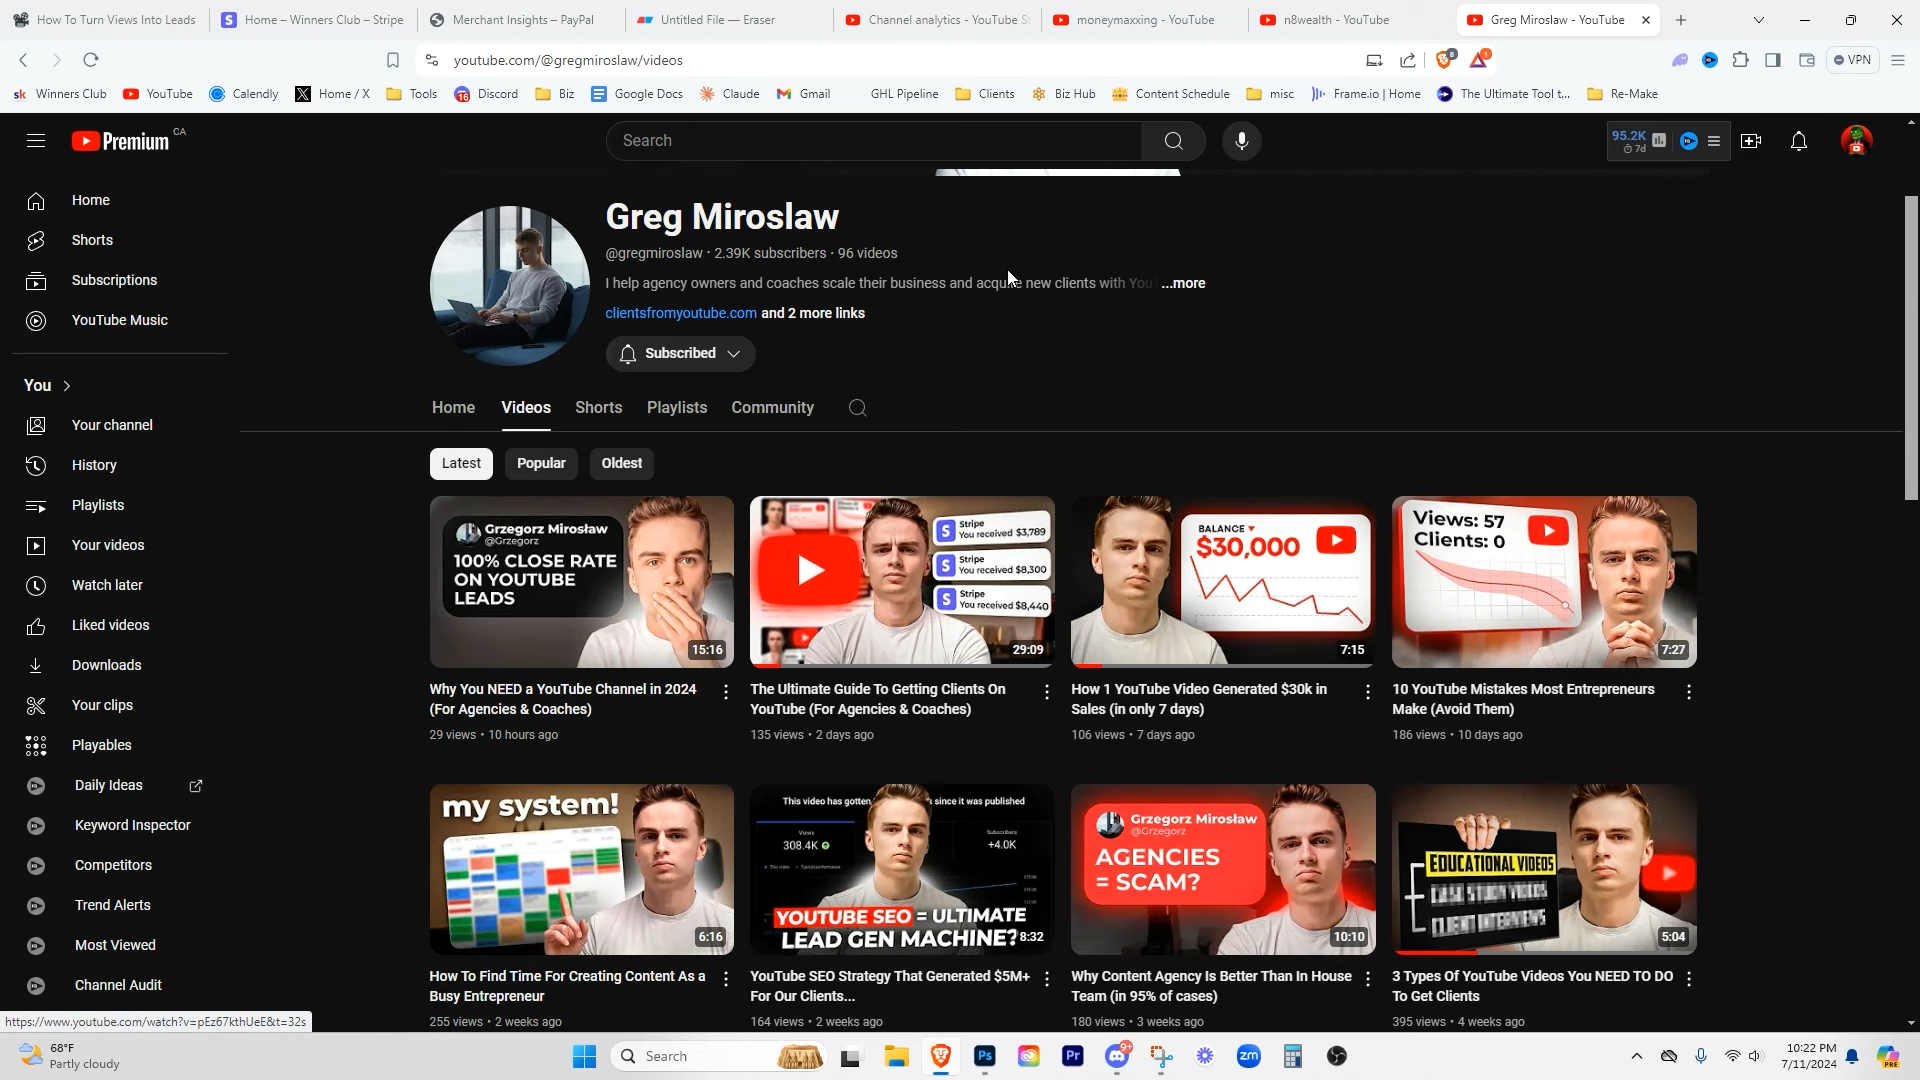 How To Turn Views Into Leads
Home – Winners Club – Stripe
Merchant Insights - PayPal
Untitled File — Eraser
Channel analytics - YouTube St
moneymaxxing - YouTube
n8wealth - YouTube
Greg Miroslaw - YouTube
youtube.com/@gregmiroslaw/videos
8
1
VPN
sk Winners Club
YouTube
Calendly
Home / X
Tools
16 Discord
Biz
Google Docs
Claude
Gmail
GHL Pipeline
Clients
Biz Hub
Content Schedule
misc
Frame.io | Home
The Ultimate Tool t...
Re-Make
Premium CA
Search
95.2K
7d
Home
Shorts
Subscriptions
YouTube Music
You
Your channel
History
Playlists
Your videos
Watch later
Liked videos
Downloads
Your clips
Playables
Daily Ideas
Keyword Inspector
Competitors
Trend Alerts
Most Viewed
Channel Audit
Greg Miroslaw
@gregmiroslaw · 2.39K subscribers · 96 videos
I help agency owners and coaches scale their business and acquire new clients with You ...more
clientsfromyoutube.com and 2 more links
Subscribed
Home Videos Shorts Playlists Community
Latest Popular Oldest
Grzegorz Mirosław
@Grzegorz
100% CLOSE RATE
ON YOUTUBE
LEADS
15:16
Why You NEED a YouTube Channel in 2024
(For Agencies & Coaches)
29 views · 10 hours ago
Stripe
You received $3,789
Stripe
You received $8,300
Stripe
You received $8,440
29:09
The Ultimate Guide To Getting Clients On
YouTube (For Agencies & Coaches)
135 views · 2 days ago
BALANCE
$30,000
7:15
How 1 YouTube Video Generated $30k in
Sales (in only 7 days)
106 views · 7 days ago
Views: 57
Clients: 0
7:27
10 YouTube Mistakes Most Entrepreneurs
Make (Avoid Them)
186 views · 10 days ago
my system!
6:16
How To Find Time For Creating Content As a
Busy Entrepreneur
255 views · 2 weeks ago
This video has gotten s since it was published
Views
308.4K
Subscribers
+4.0K
YOUTUBE SEO = ULTIMATE
LEAD GEN MACHINE?
8:32
YouTube SEO Strategy That Generated $5M+
For Our Clients...
164 views · 2 weeks ago
Grzegorz Mirosław
@Grzegorz
AGENCIES
= SCAM?
10:10
Why Content Agency Is Better Than In House
Team (in 95% of cases)
180 views · 3 weeks ago
EDUCATIONAL VIDEOS
5:04
3 Types Of YouTube Videos You NEED TO DO
To Get Clients
395 views · 4 weeks ago
https://www.youtube.com/watch?v=pEz67kthUeE&t=32s
68°F
Partly cloudy
Search
Ps
Pr
9+
zm
10:22 PM
7/11/2024
PRE